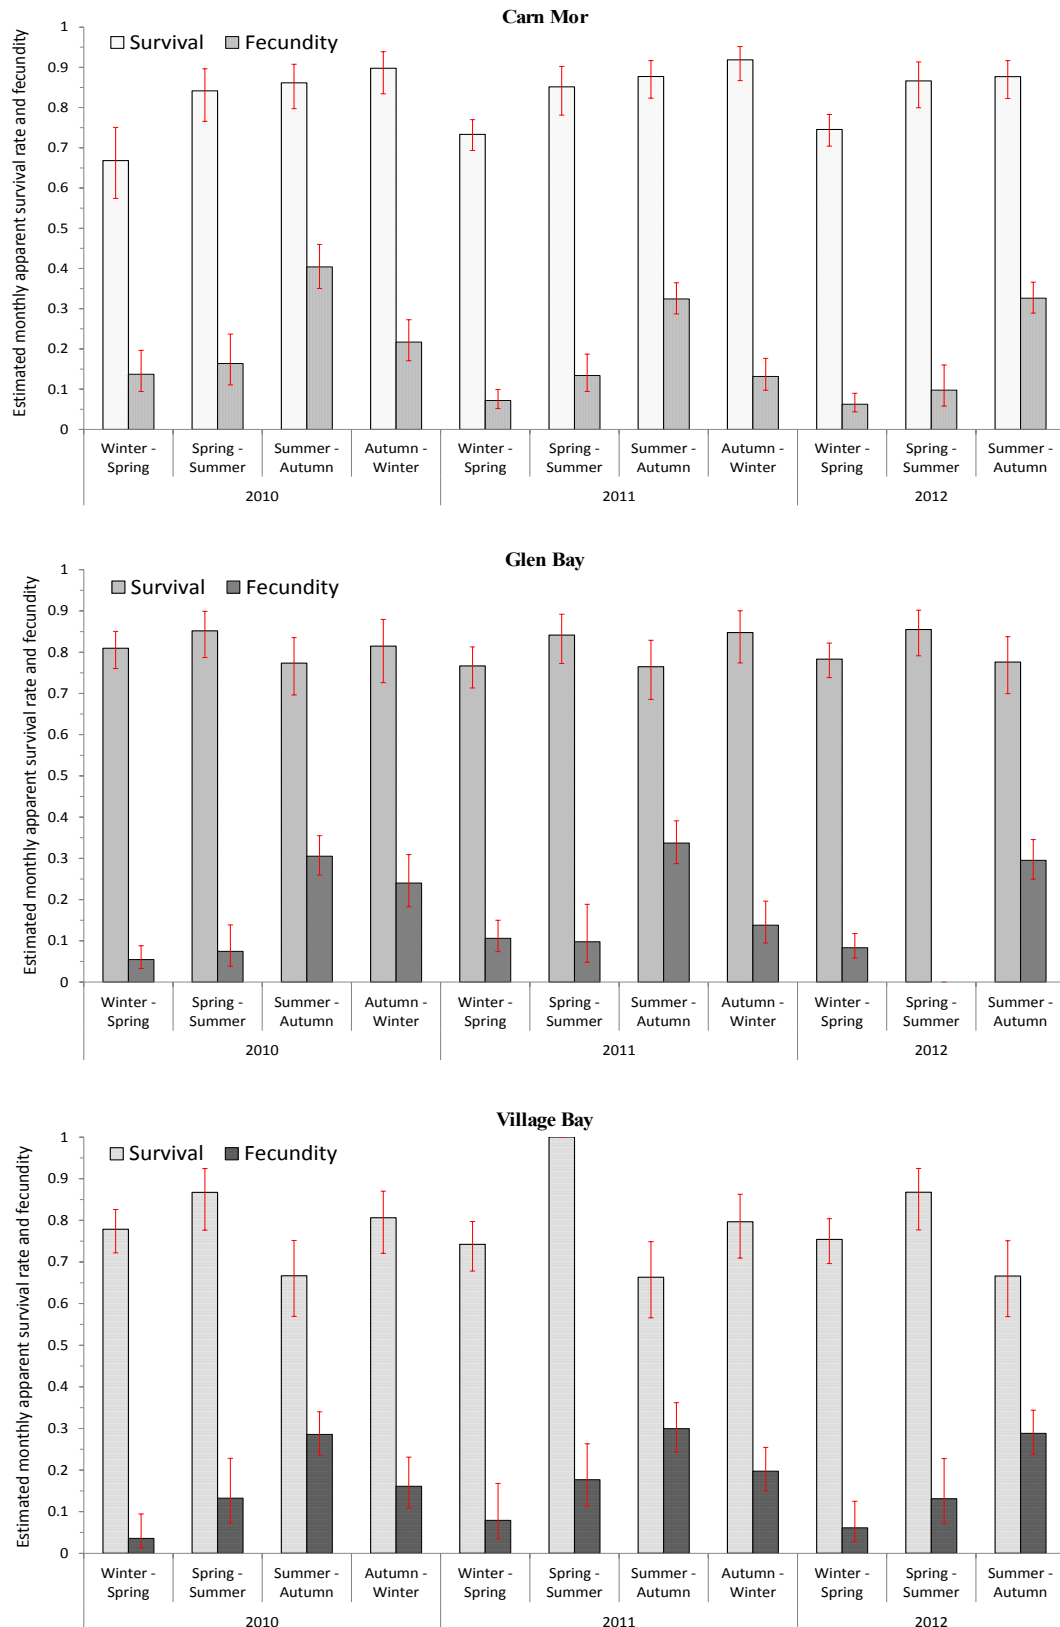 Carn Mor
Estimated monthly apparent survival rate and fecundity
Survival Fecundity
1
0.9
0.8
0.7
0.6
0.5
0.4
0.3
0.2
0.1
0
Winter - Spring - Summer - Autumn - Winter - Spring - Summer - Autumn - Winter - Spring - Summer -
Spring Summer Autumn Winter Spring Summer Autumn Winter Spring Summer Autumn
2010 2011 2012
Glen Bay
Estimated monthly apparent survival rate and fecundity
Survival Fecundity
1
0.9
0.8
0.7
0.6
0.5
0.4
0.3
0.2
0.1
0
Winter - Spring - Summer - Autumn - Winter - Spring - Summer - Autumn - Winter - Spring - Summer -
Spring Summer Autumn Winter Spring Summer Autumn Winter Spring Summer Autumn
2010 2011 2012
Village Bay
Estimated monthly apparent survival rate and fecundity
Survival Fecundity
1
0.9
0.8
0.7
0.6
0.5
0.4
0.3
0.2
0.1
0
Winter - Spring - Summer - Autumn - Winter - Spring - Summer - Autumn - Winter - Spring - Summer -
Spring Summer Autumn Winter Spring Summer Autumn Winter Spring Summer Autumn
2010 2011 2012